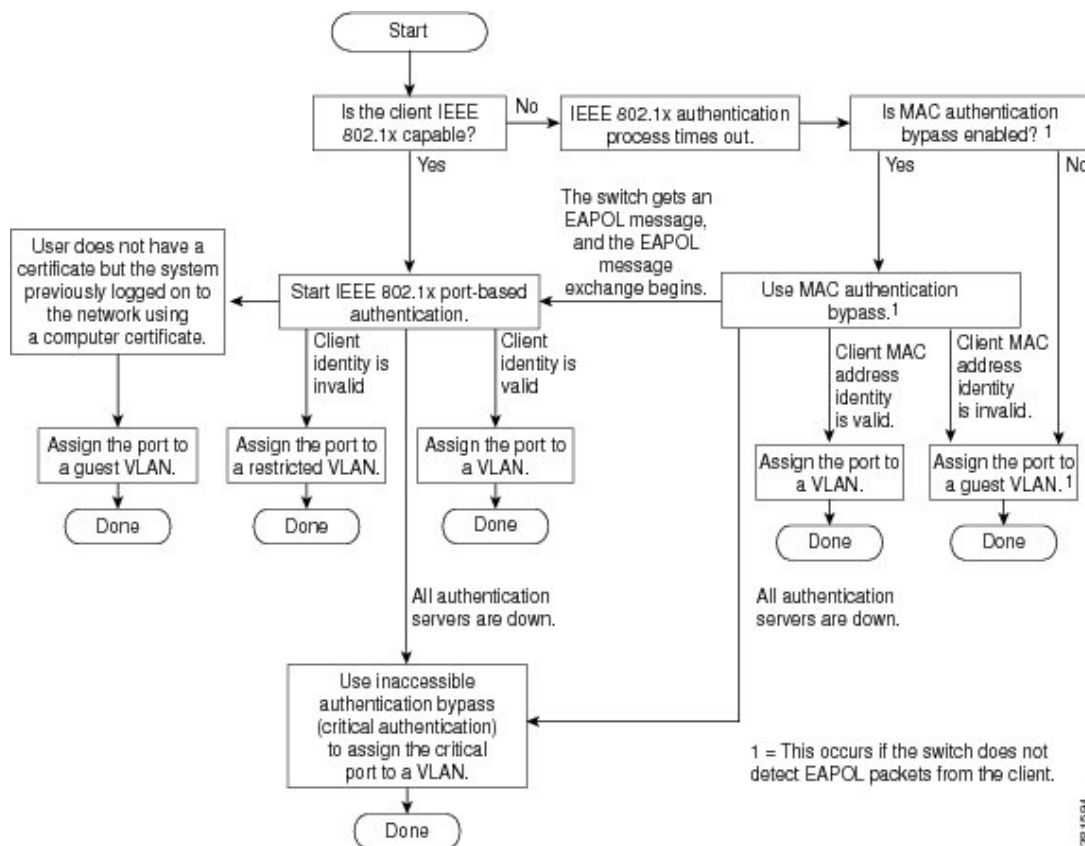 Start
Is the client IEEE
802.1x capable?
No
IEEE 802.1x authentication
process times out.
Is MAC authentication
bypass enabled? 1
Yes
Yes
No
The switch gets an
EAPOL message,
and the EAPOL
message
exchange begins.
User does not have a
certificate but the system
previously logged on to
the network using
a computer certificate.
Start IEEE 802.1x port-based
authentication.
Use MAC authentication
bypass.1
Client
identity is
invalid
Client
identity is
valid
Client MAC
address
identity
is valid.
Client MAC
address
identity
is invalid.
Assign the port to
a guest VLAN.
Assign the port to
a restricted VLAN.
Assign the port to
a VLAN.
Assign the port to
a VLAN.
Assign the port to
a guest VLAN.1
Done
Done
Done
Done
Done
All authentication
servers are down.
All authentication
servers are down.
Use inaccessible
authentication bypass
(critical authentication)
to assign the critical
port to a VLAN.
Done
1 = This occurs if the switch does not
detect EAPOL packets from the client.